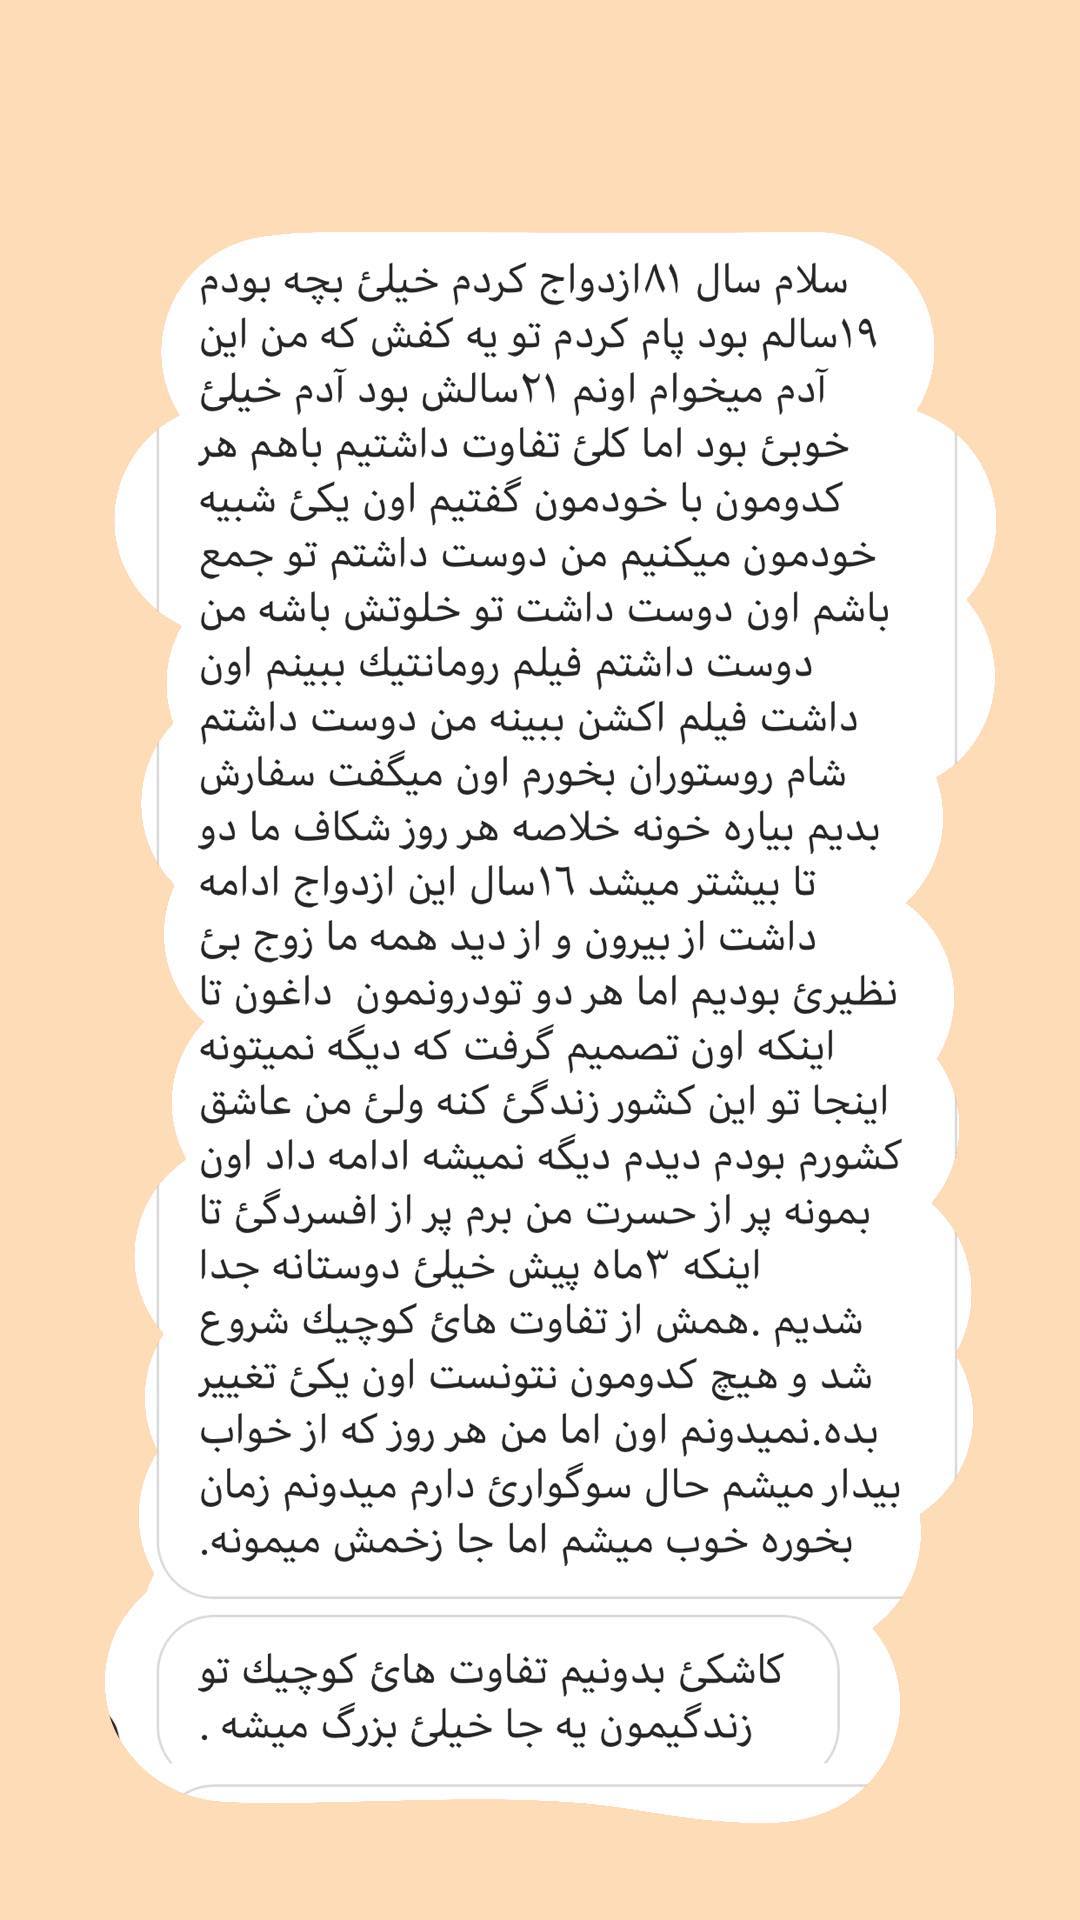 سلام سال ٨١ازدواج کردم خیلئ بچه بودم
١٩سالم بود پام کردم تو یه کفش که من این
آدم میخوام اونم ٢١سالش بود آدم خیلئ
خوبئ بود اما کلئ تفاوت داشتیم باهم هر
کدومون با خودمون گفتیم اون یکئ شبیه
خودمون میکنیم من دوست داشتم تو جمع
باشم اون دوست داشت تو خلوتش باشه من
دوست داشتم فیلم رومانتیك ببینم اون
داشت فیلم اکشن ببینه من دوست داشتم
شام روستوران بخورم اون میگفت سفارش
بدیم بیاره خونه خلاصه هر روز شکاف ما دو
تا بیشتر میشد ١٦سال این ازدواج ادامه
داشت از بیرون و از دید همه ما زوج بئ
نظیرئ بودیم اما هر دو تودرونمون  داغون تا
اینکه اون تصمیم گرفت که دیگه نمیتونه
اینجا تو این کشور زندگئ کنه ولئ من عاشق
کشورم بودم دیدم دیگه نمیشه ادامه داد اون
بمونه پر از حسرت من برم پر از افسردگئ تا
اینکه ٣ماه پیش خیلئ دوستانه جدا
شدیم .همش از تفاوت هائ کوچیك شروع
شد و هیچ کدومون نتونست اون یکئ تغییر
بده.نمیدونم اون اما من هر روز که از خواب
بیدار میشم حال سوگوارئ دارم میدونم زمان
بخوره خوب میشم اما جا زخمش میمونه.
کاشکئ بدونیم تفاوت هائ کوچیك تو
زندگیمون یه جا خیلئ بزرگ میشه .